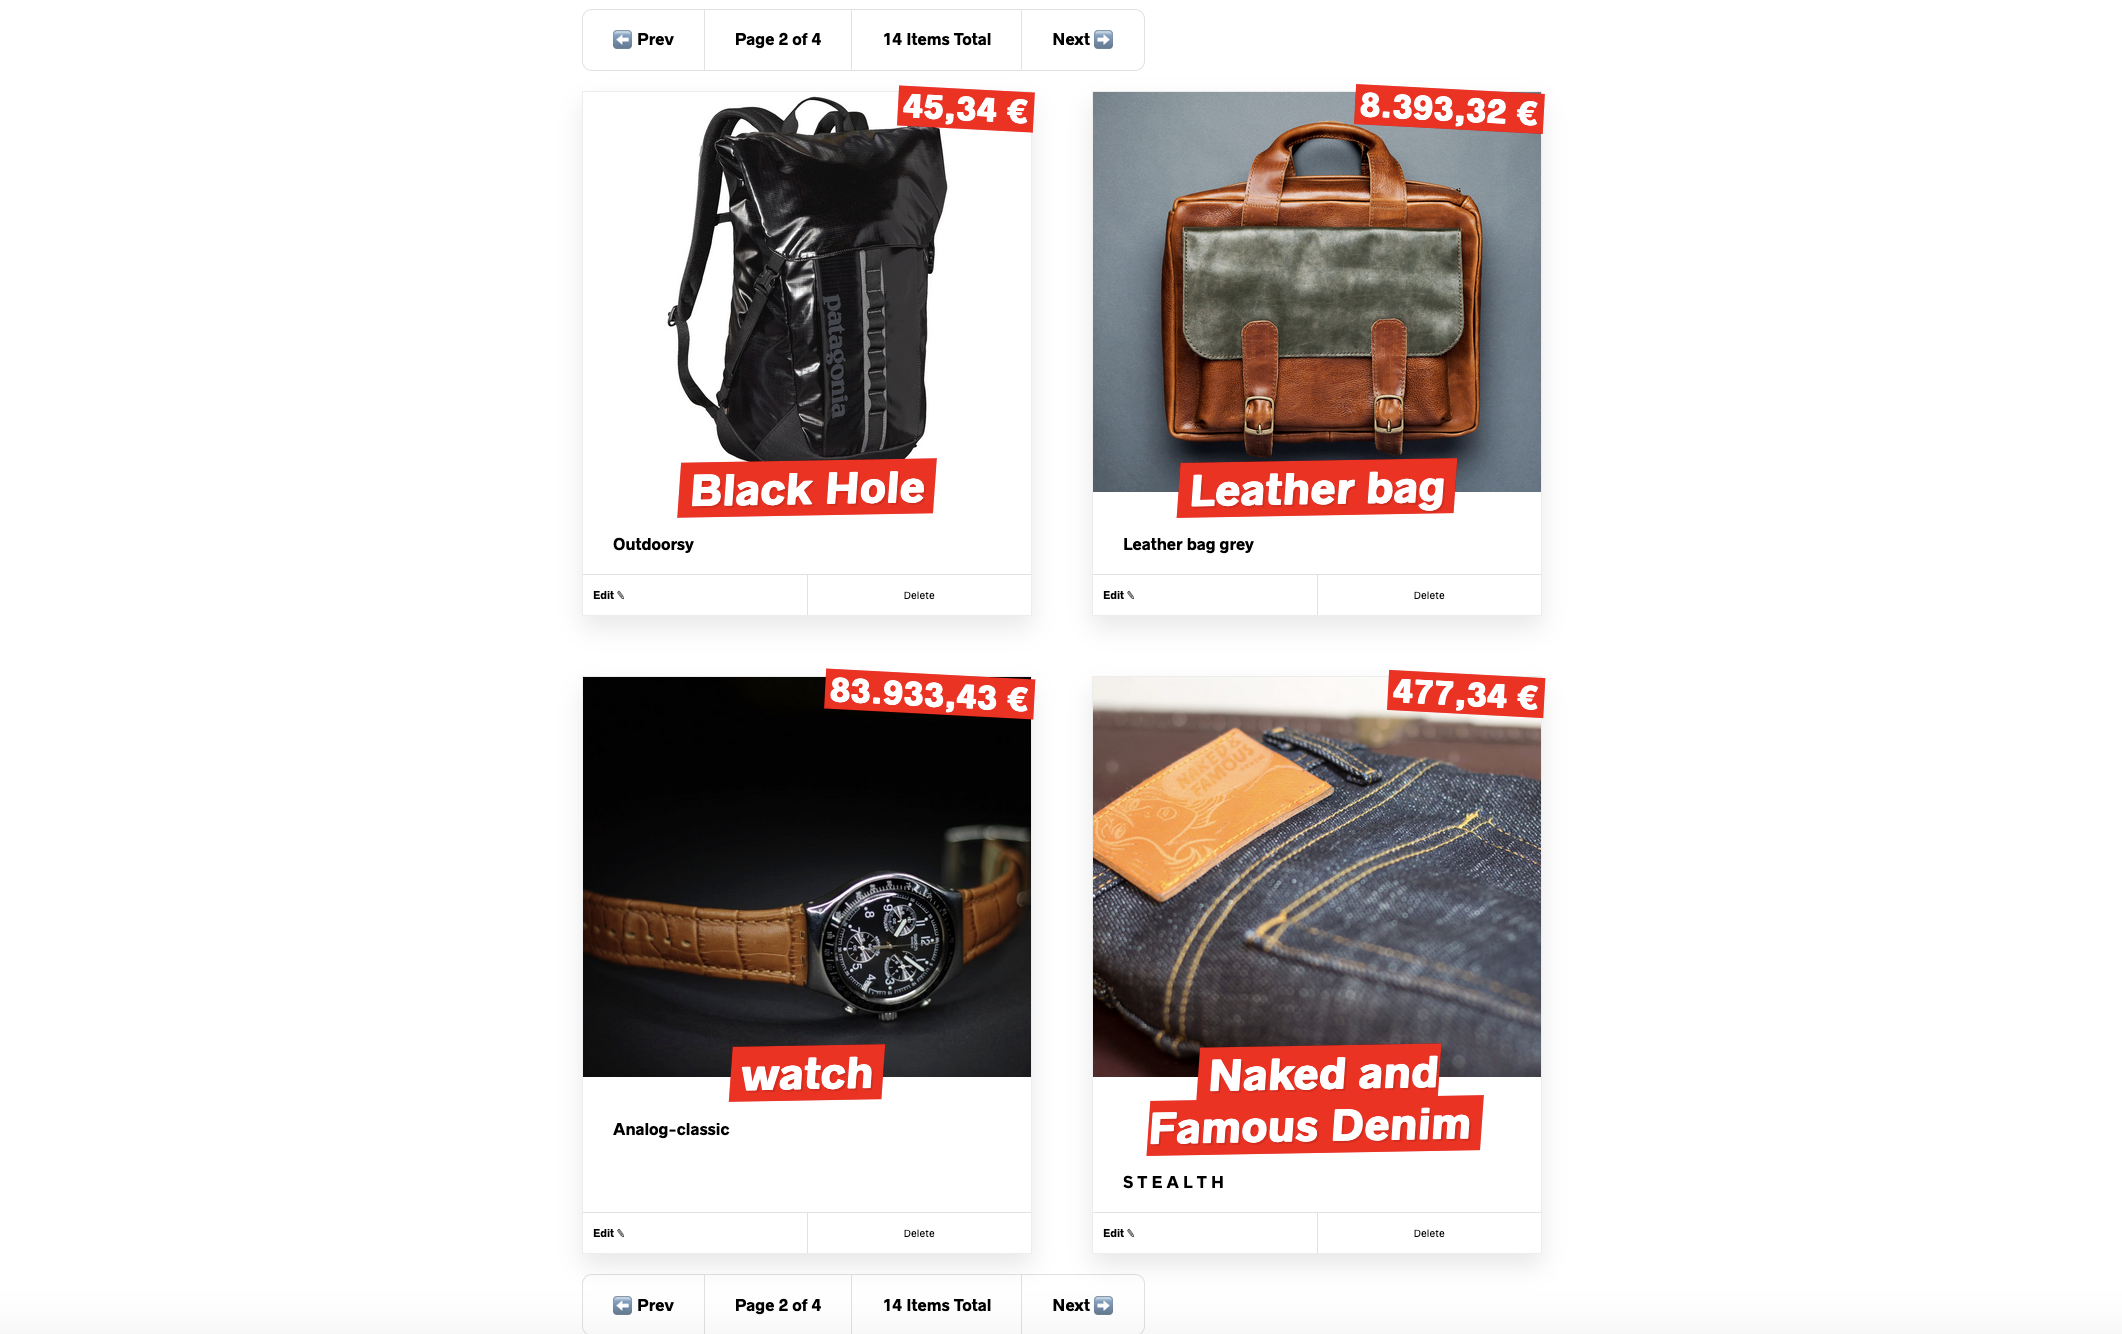 ⬅️ Prev
Page 2 of 4
14 Items Total
Next ➡️
45,34 €
patagonia
Black Hole
Outdoorsy
Edit ✎
Delete
8.393,32 €
Leather bag
Leather bag grey
Edit ✎
Delete
83.933,43 €
watch
Analog-classic
Edit ✎
Delete
477,34 €
NAKED &
FAMOUS
Naked and
Famous Denim
STEALTH
Edit ✎
Delete
⬅️ Prev
Page 2 of 4
14 Items Total
Next ➡️